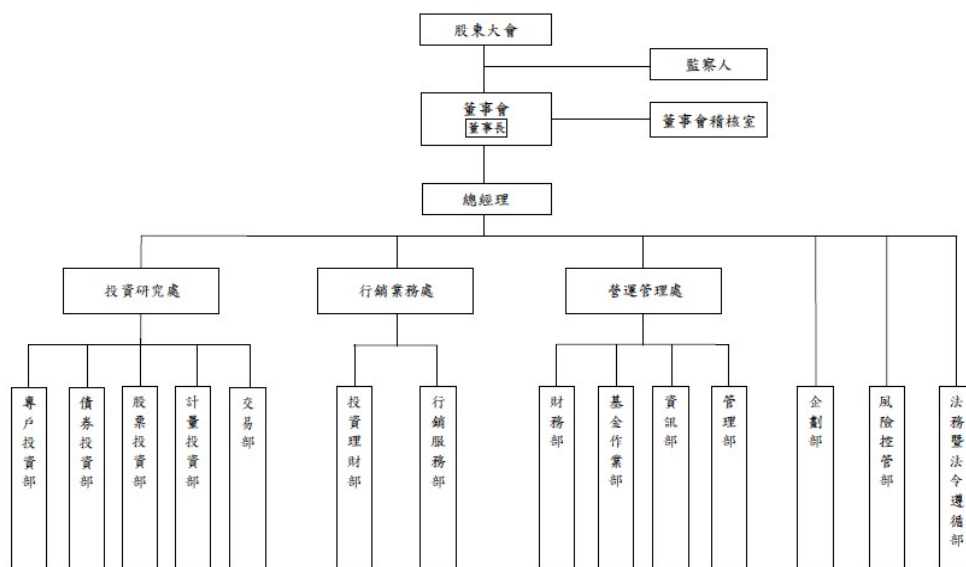 股東大會
監察人
董事會
董事長
董事會稽核室
總經理
投資研究處
行銷業務處
營運管理處
專戶投資部
債券投資部
股票投資部
計量投資部
交易部
投資理財部
行銷服務部
財務部
基金作業部
資訊部
管理部
企劃部
風險控管部
法務暨法令遵循部